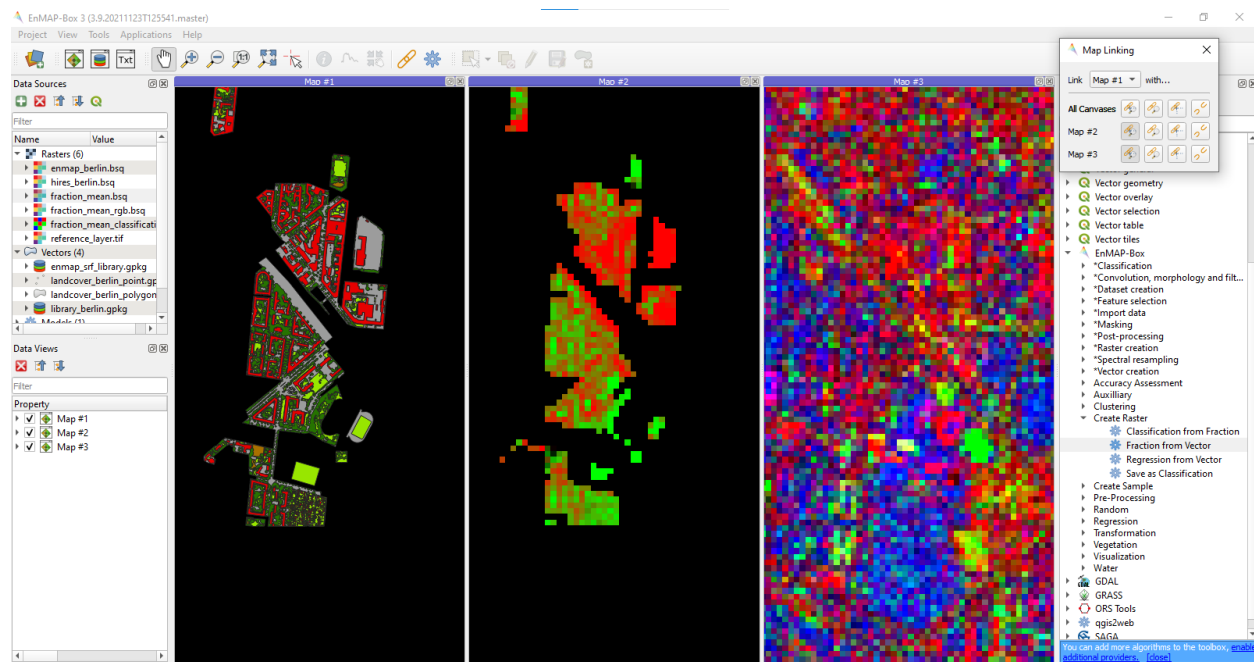 EnMAP-Box 3 (3.9.20211123T125541.master)
Project View Tools Applications Help
Txt
Data Sources
Filter
Name Value
Rasters (6)
enmap_berlin.bsq
hires_berlin.bsq
fraction_mean.bsq
fraction_mean_rgb.bsq
fraction_mean_classificati
reference_layer.tif
Vectors (4)
enmap_srf_library.gpkg
landcover_berlin_point.gp
landcover_berlin_polygon
library_berlin.gpkg
Models (1)
Data Views
Filter
Property
Map #1
Map #2
Map #3
Map #1
Map #2
Map #3
Map Linking
Link Map #1 with...
All Canvases
Map #2
Map #3
Vector geometry
Vector overlay
Vector selection
Vector table
Vector tiles
EnMAP-Box
*Classification
*Convolution, morphology and filt...
*Dataset creation
*Feature selection
*Import data
*Masking
*Post-processing
*Raster creation
*Spectral resampling
*Vector creation
Accuracy Assessment
Auxilliary
Clustering
Create Raster
Classification from Fraction
Fraction from Vector
Regression from Vector
Save as Classification
Create Sample
Pre-Processing
Random
Regression
Transformation
Vegetation
Visualization
Water
GDAL
GRASS
ORS Tools
qgis2web
SAGA
You can add more algorithms to the toolbox, enable
additional providers. [close]